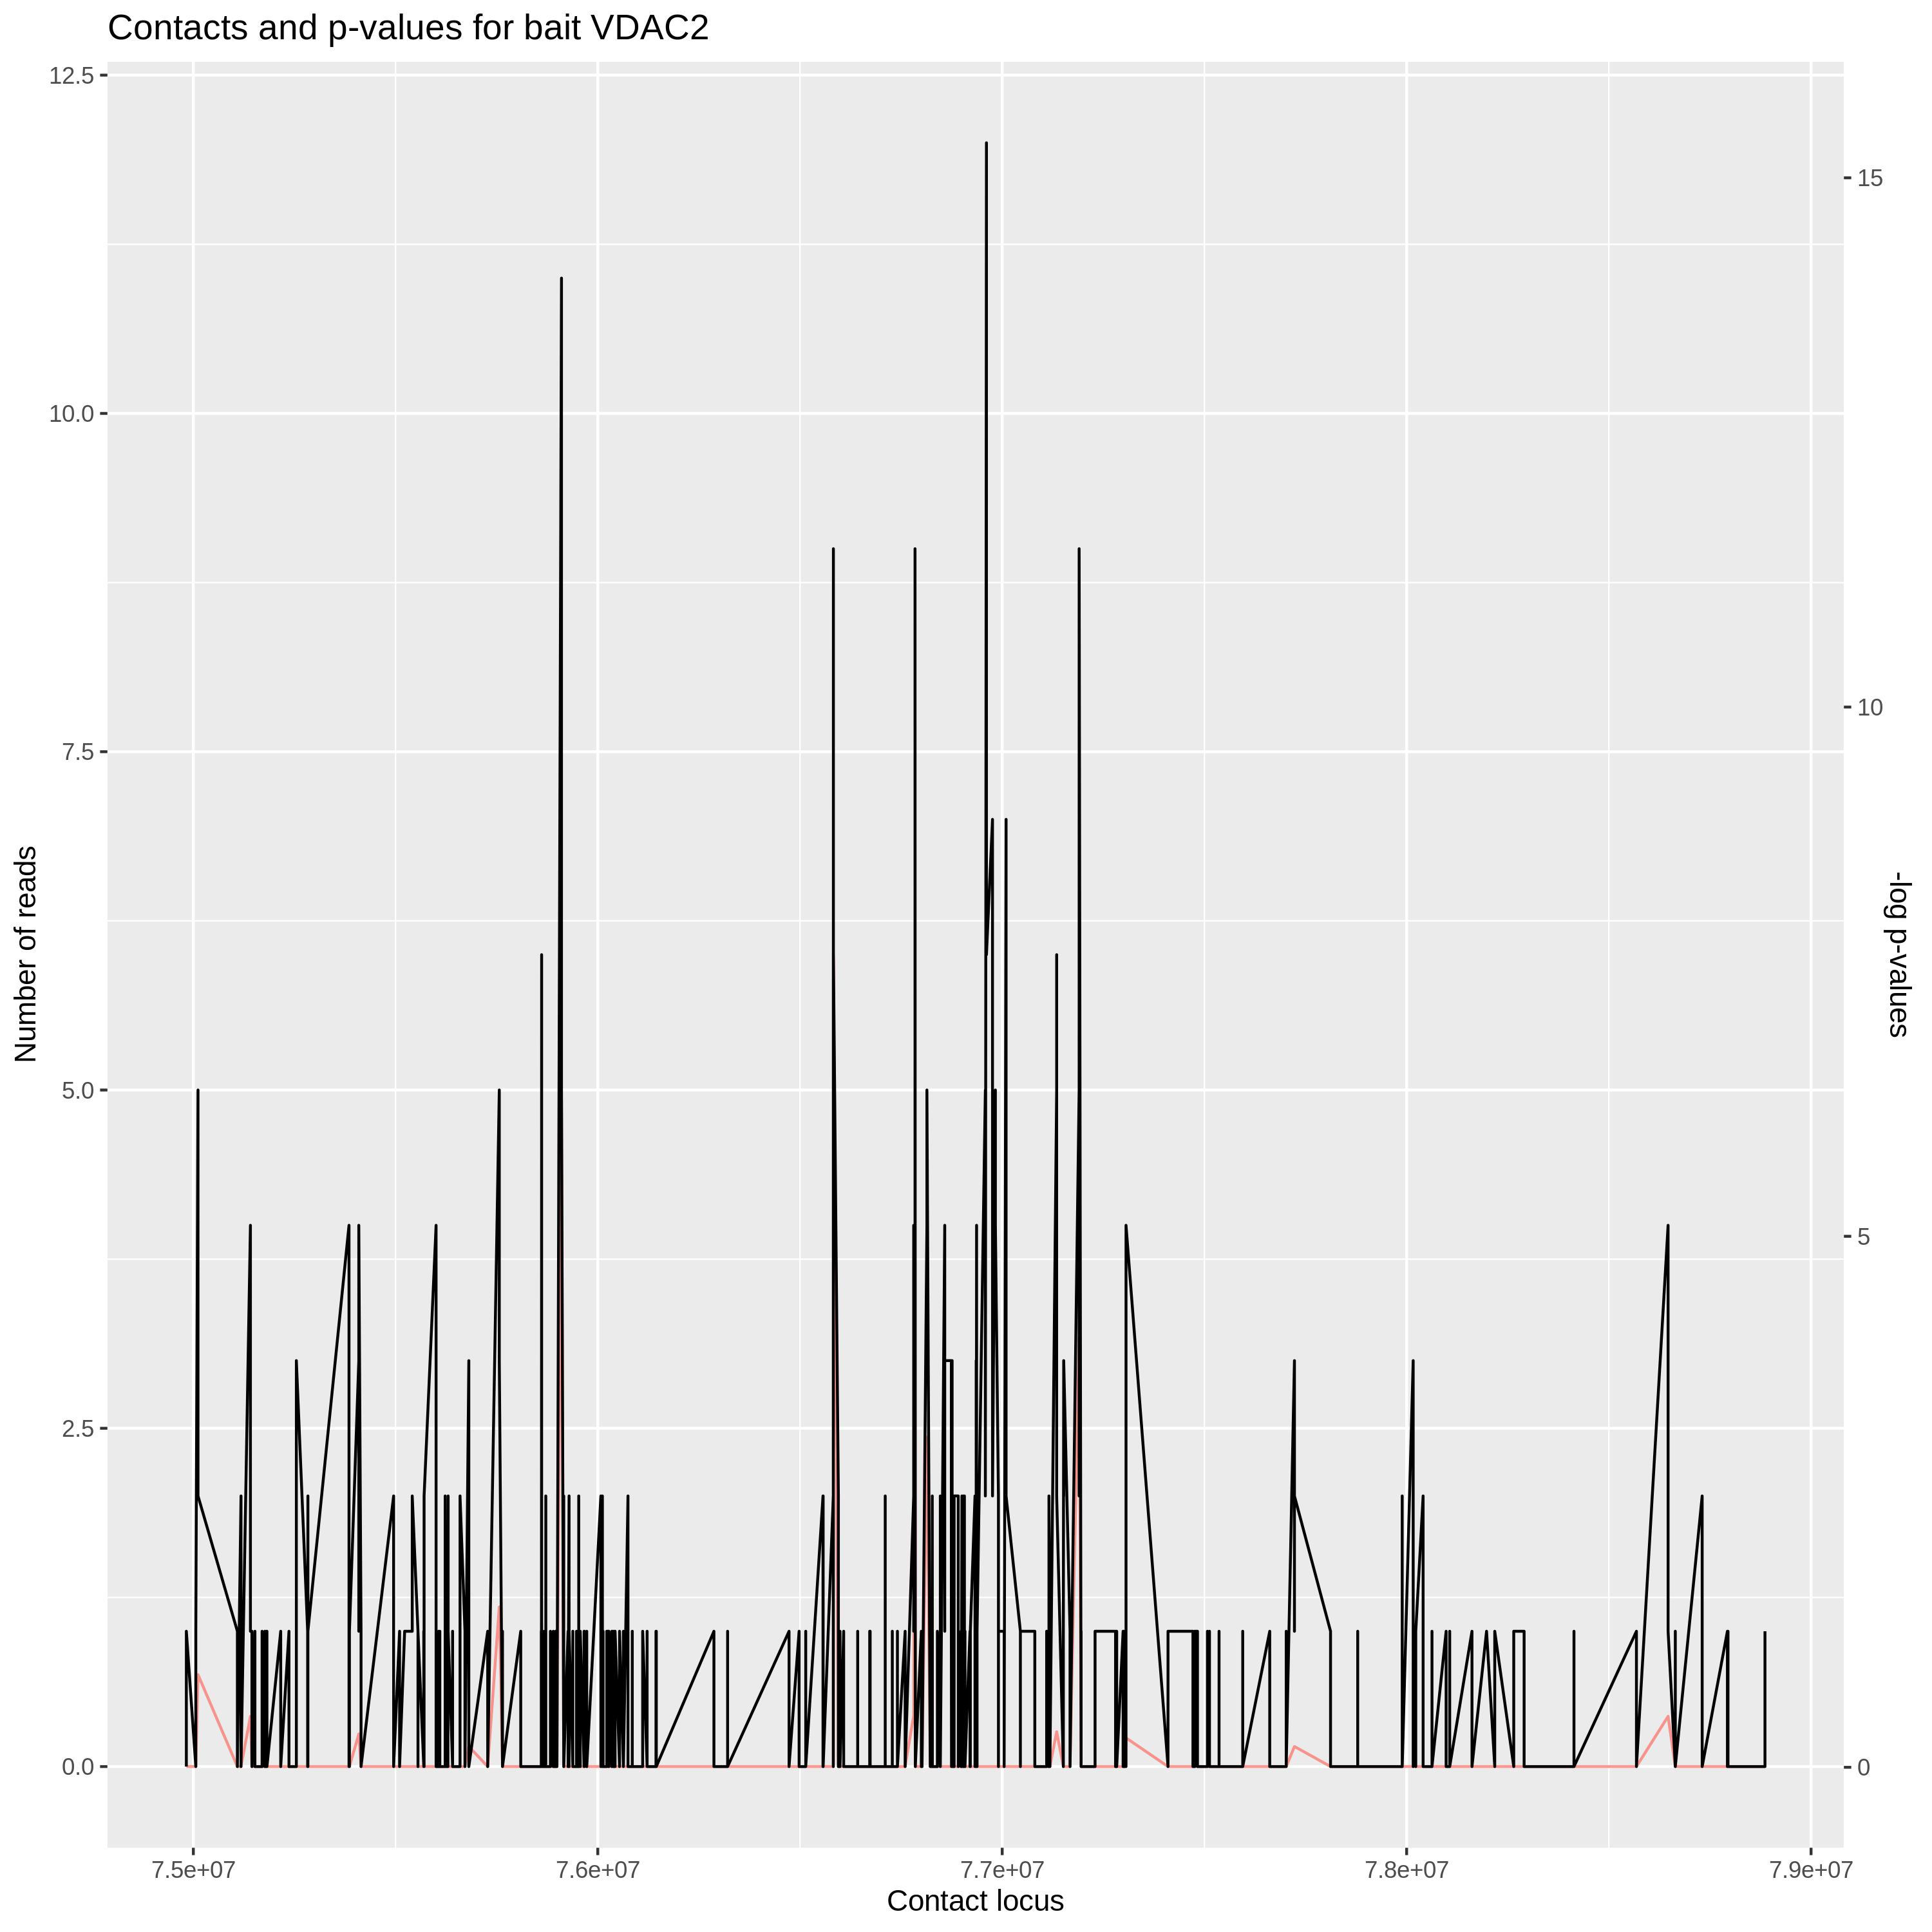 Contacts and p-values for bait VDAC2
12.5
10.0
7.5
5.0
2.5
0.0
Number of reads
15
10
5
0
-log p-values
7.5e+07 7.6e+07 7.7e+07 7.8e+07 7.9e+07
Contact locus